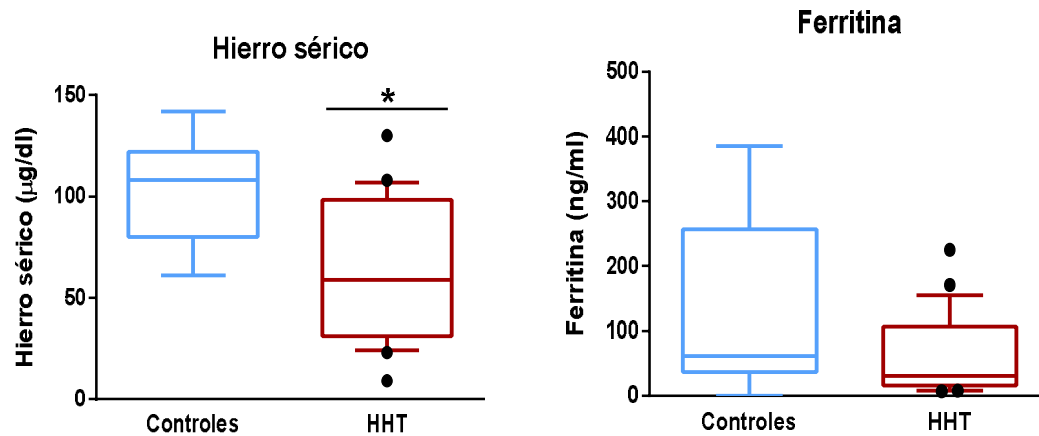 Hierro sérico
Hierro sérico (µg/dl)
150
100
50
0
*
Controles
HHT
Ferritina
Ferritina (ng/ml)
500
400
300
200
100
0
Controles
HHT